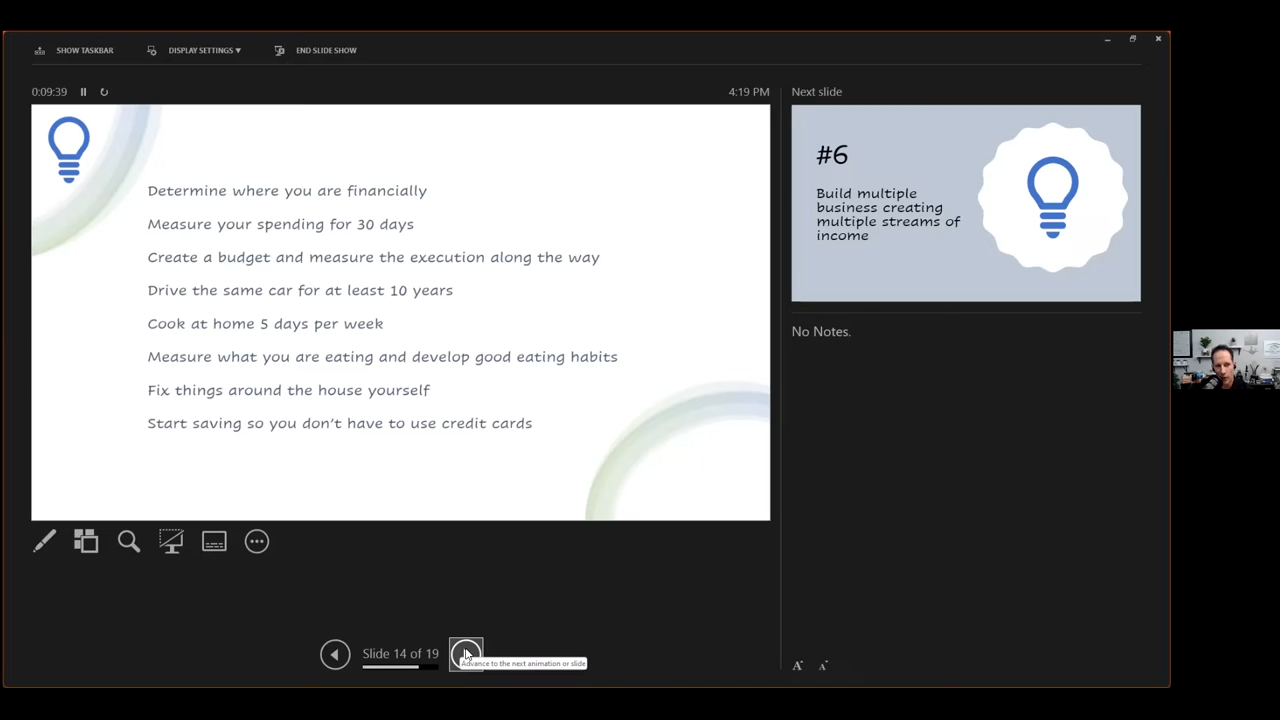 SHOW TASKBAR
DISPLAY SETTINGS ▾
END SLIDE SHOW
0:09:39
4:19 PM
Next slide
Determine where you are financially
Measure your spending for 30 days
Create a budget and measure the execution along the way
Drive the same car for at least 10 years
Cook at home 5 days per week
Measure what you are eating and develop good eating habits
Fix things around the house yourself
Start saving so you don't have to use credit cards
#6
Build multiple
business creating
multiple streams of
income
No Notes.
Slide 14 of 19
Advance to the next animation or slide
A A